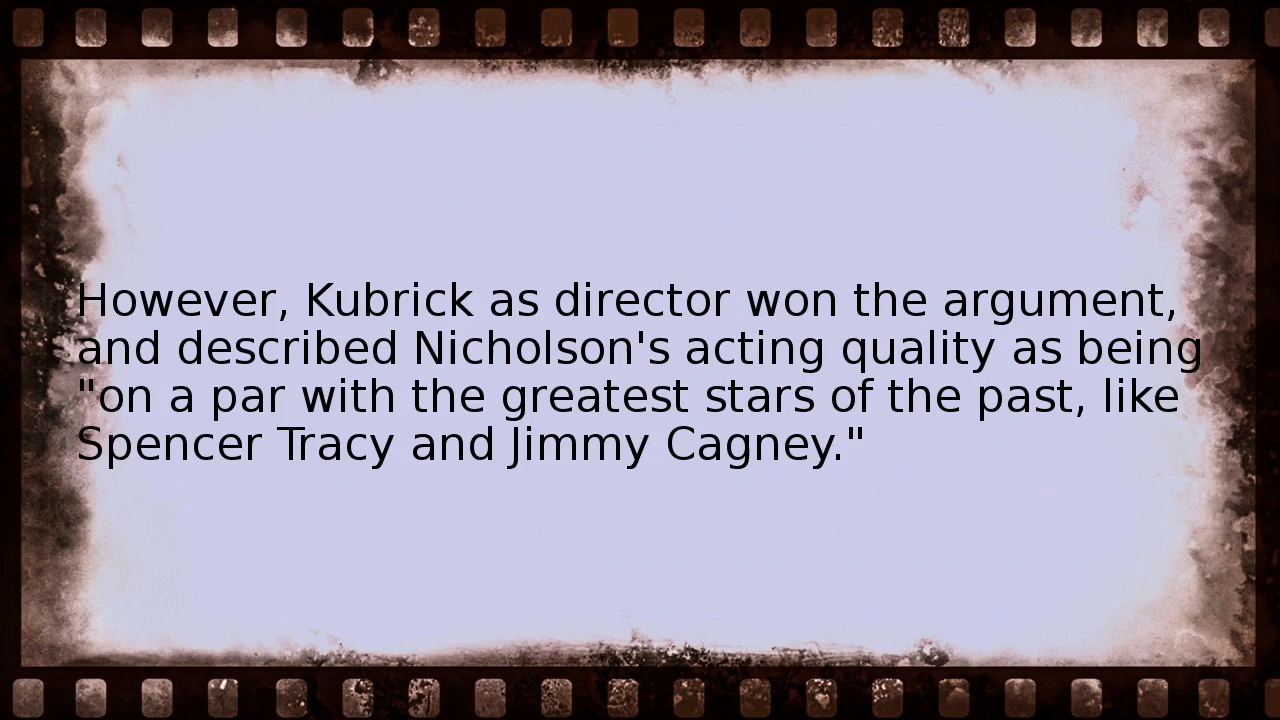 However, Kubrick as director won the argument,
and described Nicholson's acting quality as being
"on a par with the greatest stars of the past, like
Spencer Tracy and Jimmy Cagney."